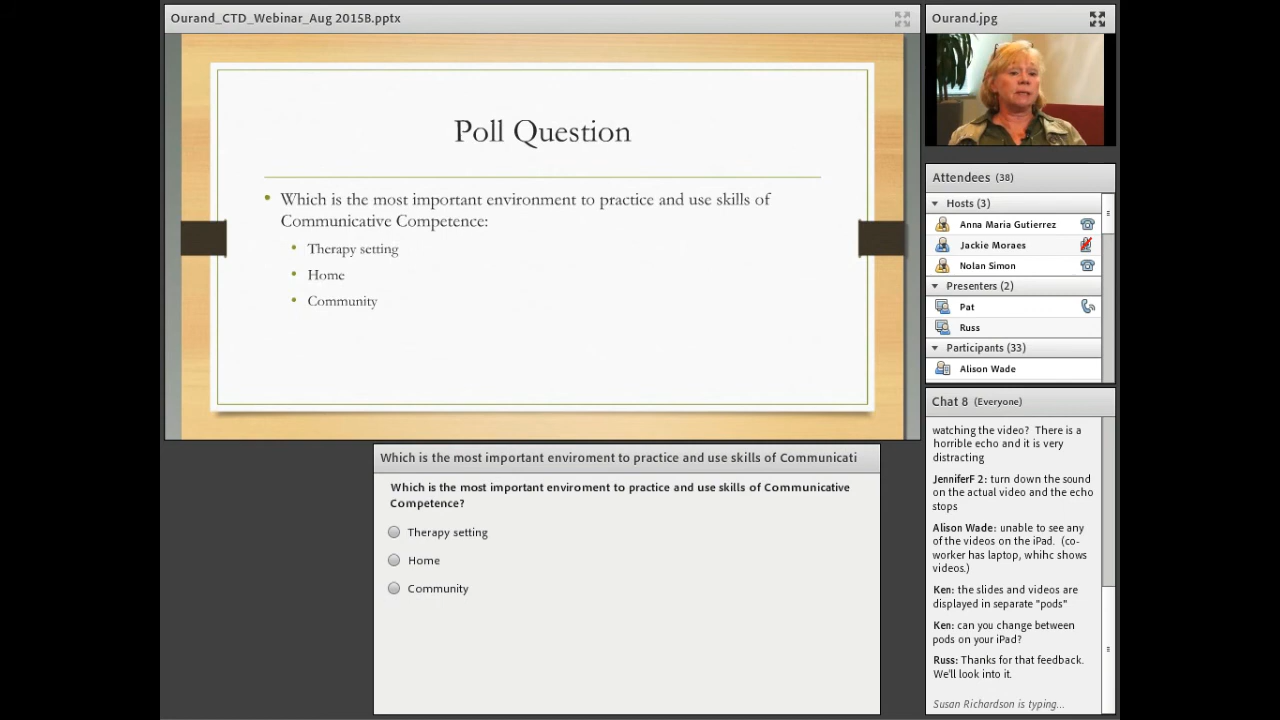 Ourand_CTD_Webinar_Aug 2015B.pptx
Poll Question
• Which is the most important environment to practice and use skills of
Communicative Competence:
• Therapy setting
• Home
• Community
Which is the most important enviroment to practice and use skills of Communicati
Which is the most important enviroment to practice and use skills of Communicative
Competence?
Therapy setting
Home
Community
Ourand.jpg
Attendees (38)
Hosts (3)
Anna Maria Gutierrez
Jackie Moraes
Nolan Simon
Presenters (2)
Pat
Russ
Participants (33)
Alison Wade
Chat 8 (Everyone)
watching the video? There is a
horrible echo and it is very
distracting
JenniferF 2: turn down the sound
on the actual video and the echo
stops
Alison Wade: unable to see any
of the videos on the iPad. (co-
worker has laptop, whihc shows
videos.)
Ken: the slides and videos are
displayed in separate "pods"
Ken: can you change between
pods on your iPad?
Russ: Thanks for that feedback.
We'll look into it.
Susan Richardson is typing...